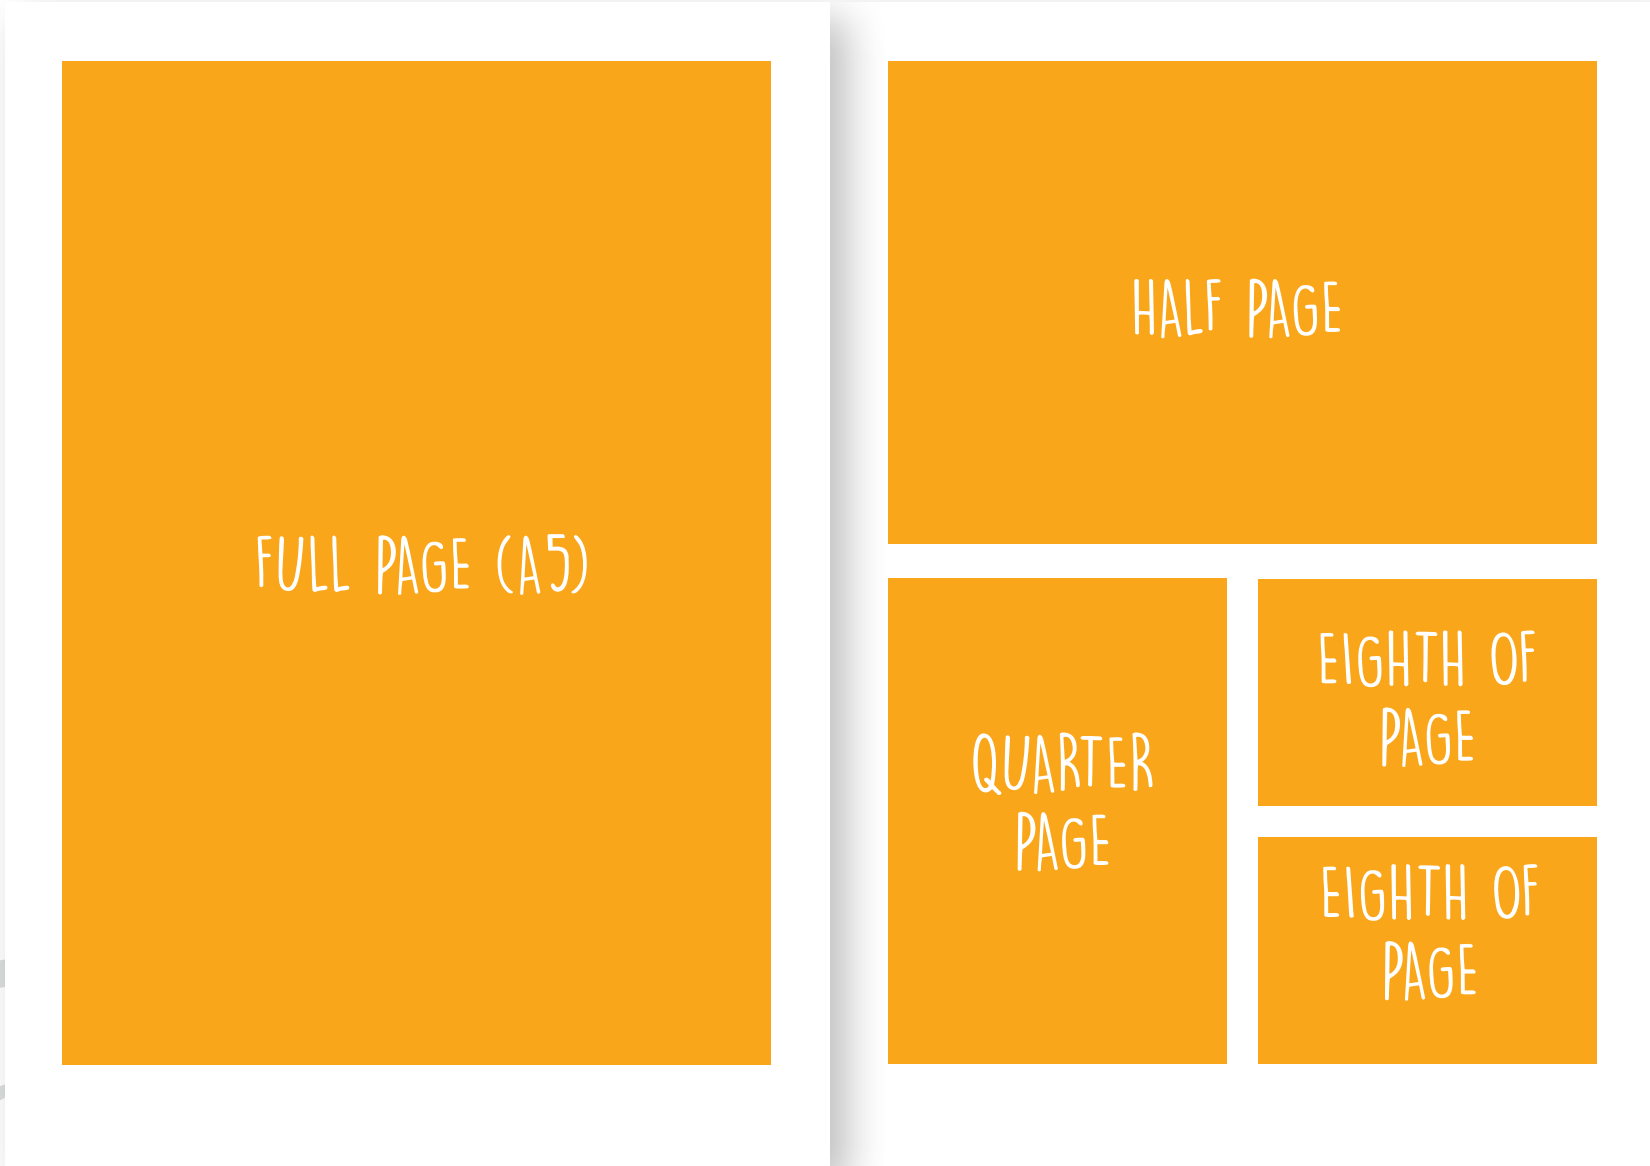 FULL PAGE (A5)
HALF PAGE
QUARTER
PAGE
EIGHTH OF
PAGE
EIGHTH OF
PAGE